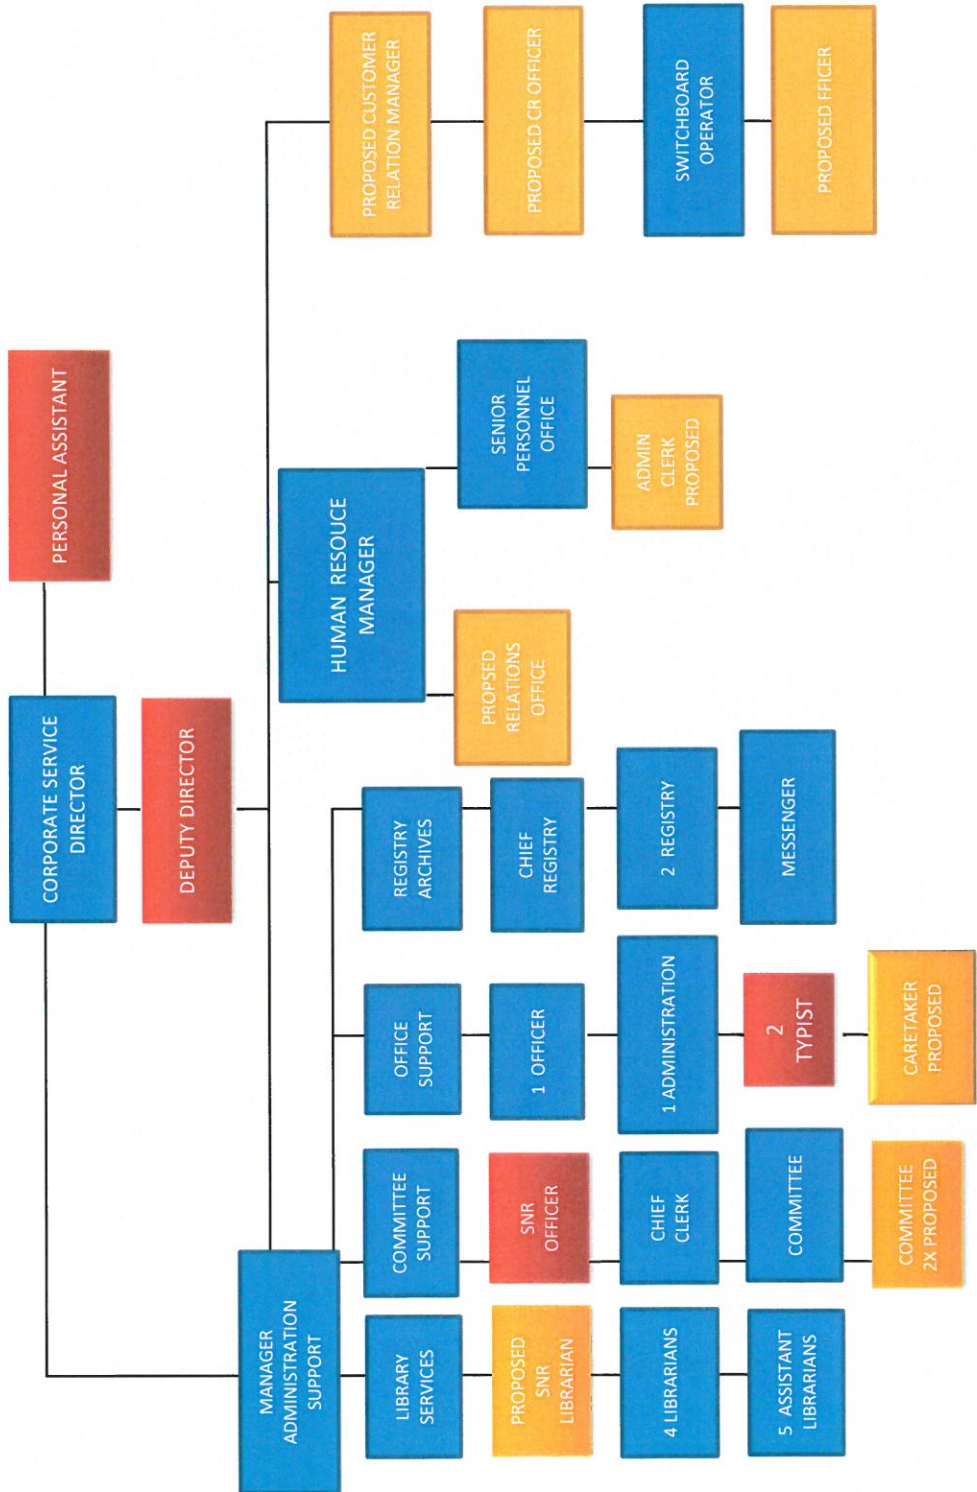 CORPORATE SERVICE
DIRECTOR
PERSONAL ASSISTANT
DEPUTY DIRECTOR
MANAGER
ADMINISTRATION
SUPPORT
HUMAN RESOUCE
MANAGER
PROPOSED CUSTOMER
RELATION MANAGER
LIBRARY
SERVICES
COMMITTEE
SUPPORT
OFFICE
SUPPORT
REGISTRY
ARCHIVES
PROPSED
RELATIONS
OFFICE
SENIOR
PERSONNEL
OFFICE
PROPOSED CR OFFICER
PROPOSED
SNR
LIBRARIAN
SNR
OFFICER
1 OFFICER
CHIEF
REGISTRY
ADMIN
CLERK
PROPOSED
SWITCHBOARD
OPERATOR
4 LIBRARIANS
CHIEF
CLERK
1 ADMINISTRATION
2 REGISTRY
PROPOSED FFICER
5 ASSISTANT
LIBRARIANS
COMMITTEE
2
TYPIST
MESSENGER
COMMITTEE
2X PROPOSED
CARETAKER
PROPOSED